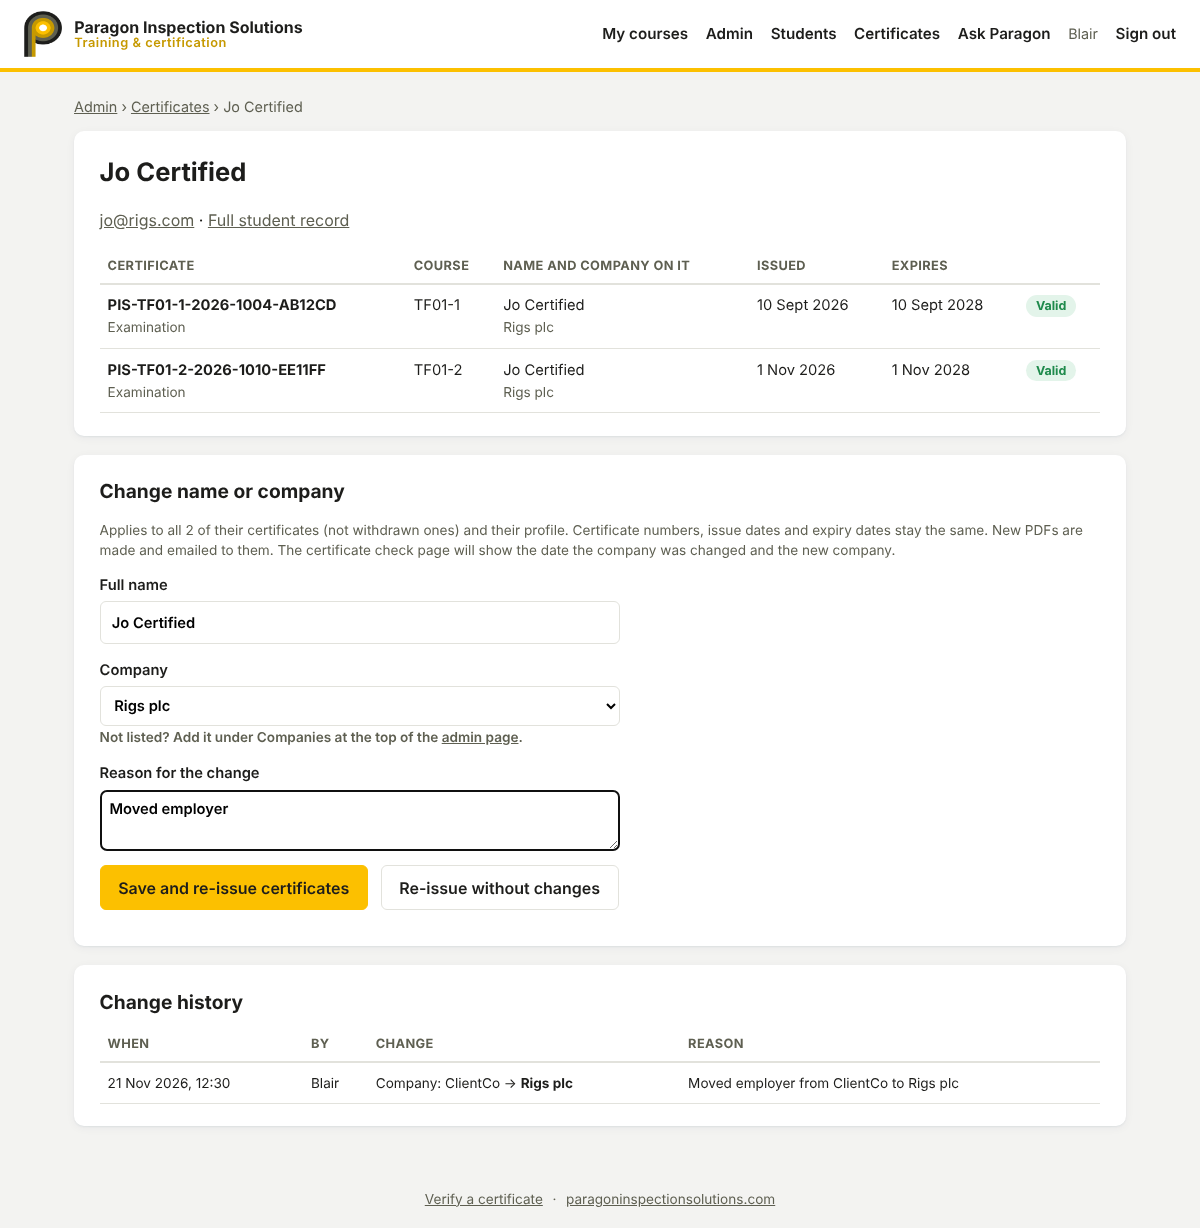 Paragon Inspection Solutions
Training & certification
My courses Admin Students Certificates Ask Paragon Blair Sign out
Admin › Certificates › Jo Certified
Jo Certified
jo@rigs.com · Full student record
CERTIFICATE COURSE NAME AND COMPANY ON IT ISSUED EXPIRES
PIS-TF01-1-2026-1004-AB12CD TF01-1 Jo Certified 10 Sept 2026 10 Sept 2028 Valid
Examination Rigs plc
PIS-TF01-2-2026-1010-EE11FF TF01-2 Jo Certified 1 Nov 2026 1 Nov 2028 Valid
Examination Rigs plc
Change name or company
Applies to all 2 of their certificates (not withdrawn ones) and their profile. Certificate numbers, issue dates and expiry dates stay the same. New PDFs are
made and emailed to them. The certificate check page will show the date the company was changed and the new company.
Full name
Jo Certified
Company
Rigs plc
Not listed? Add it under Companies at the top of the admin page.
Reason for the change
Moved employer
Save and re-issue certificates Re-issue without changes
Change history
WHEN BY CHANGE REASON
21 Nov 2026, 12:30 Blair Company: ClientCo → Rigs plc Moved employer from ClientCo to Rigs plc
Verify a certificate · paragoninspectionsolutions.com